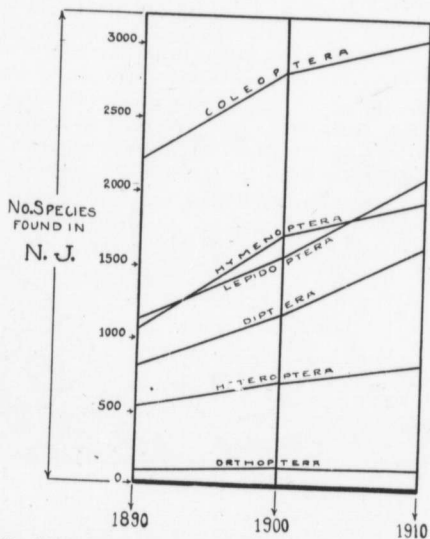 3000
COLEOPTERA
2500
2000
No. SPECIES
FOUND IN
N. J.
HYMENOPTERA
1500
LEPIDOPTERA
DIPTERA
1000
HETEROPTERA
500
ORTHOPTERA
0
1890
1900
1910